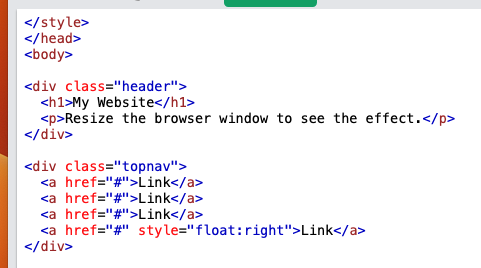 </style>
</head>
<body>

<div class="header">
  <h1>My Website</h1>
  <p>Resize the browser window to see the effect.</p>
</div>

<div class="topnav">
  <a href="#">Link</a>
  <a href="#">Link</a>
  <a href="#">Link</a>
  <a href="#" style="float:right">Link</a>
</div>